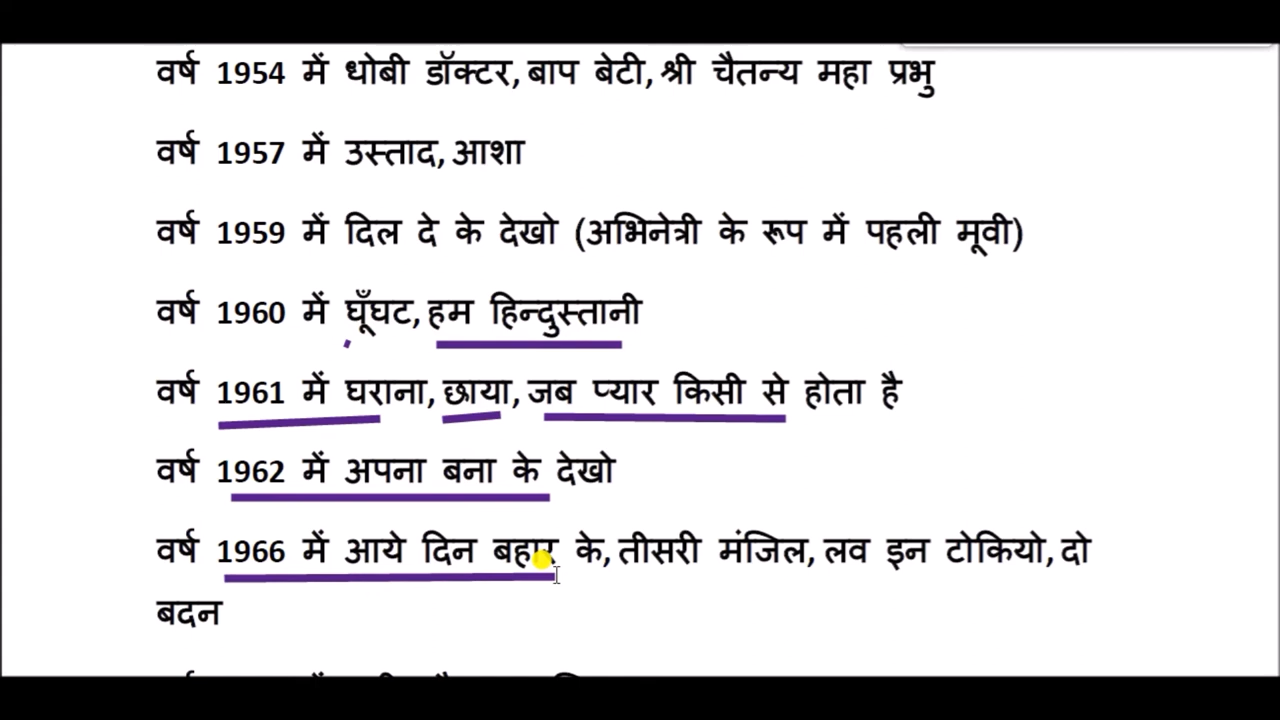 वर्ष 1954 में धोबी डॉक्टर, बाप बेटी, श्री चैतन्य महा प्रभु
वर्ष 1957 में उस्ताद, आशा
वर्ष 1959 में दिल दे के देखो (अभिनेत्री के रूप में पहली मूवी)
वर्ष 1960 में घूँघट, हम हिन्दुस्तानी
वर्ष 1961 में घराना, छाया, जब प्यार किसी से होता है
वर्ष 1962 में अपना बना के देखो
वर्ष 1966 में आये दिन बहार के, तीसरी मंजिल, लव इन टोकियो, दो
बदन